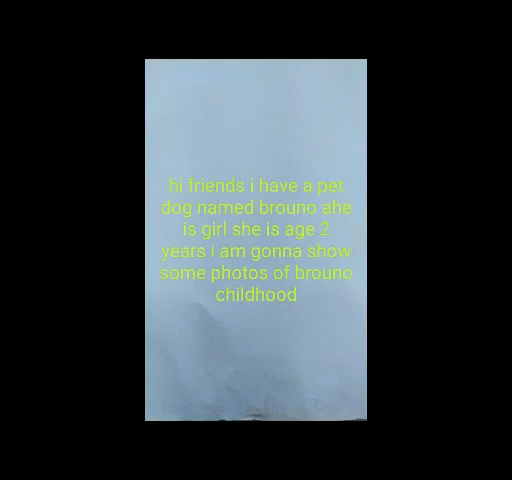 hi friends i have a pet
dog named brouno ahe
is girl she is age 2
years i am gonna show
some photos of brouno
childhood